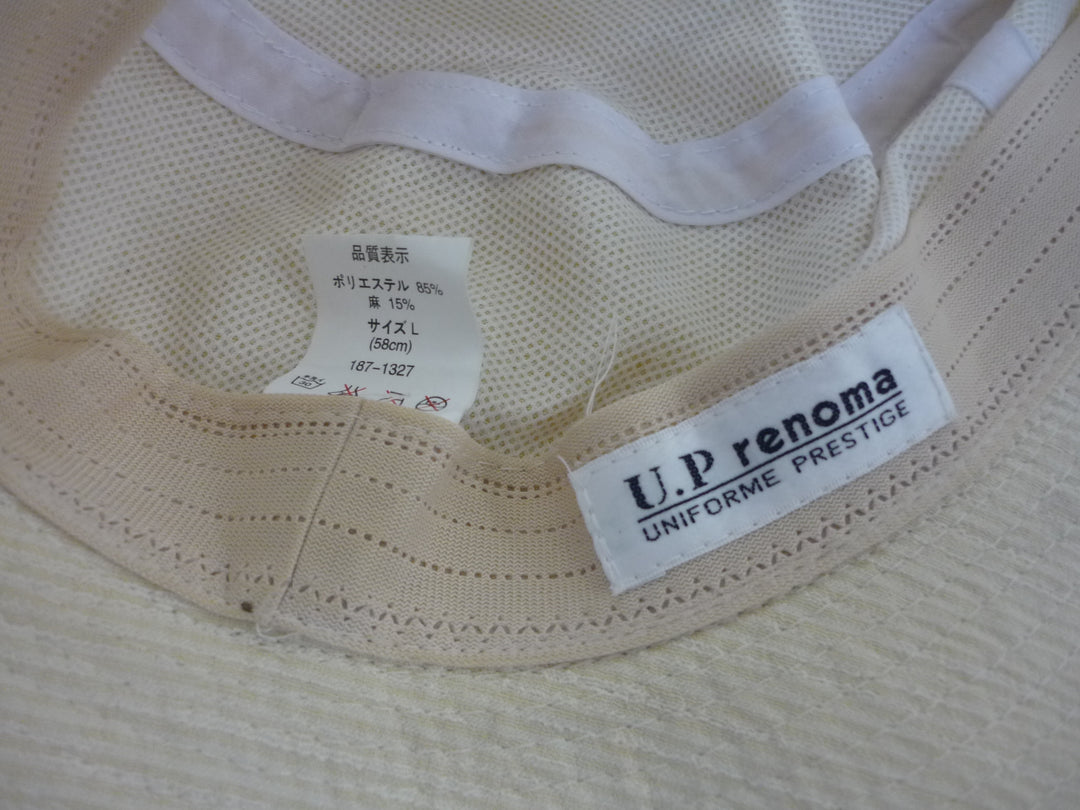 品質表示
ポリエステル 85%
麻 15%
サイズ L
(58cm)
187-1327
U.P renoma
UNIFORME PRESTIGE